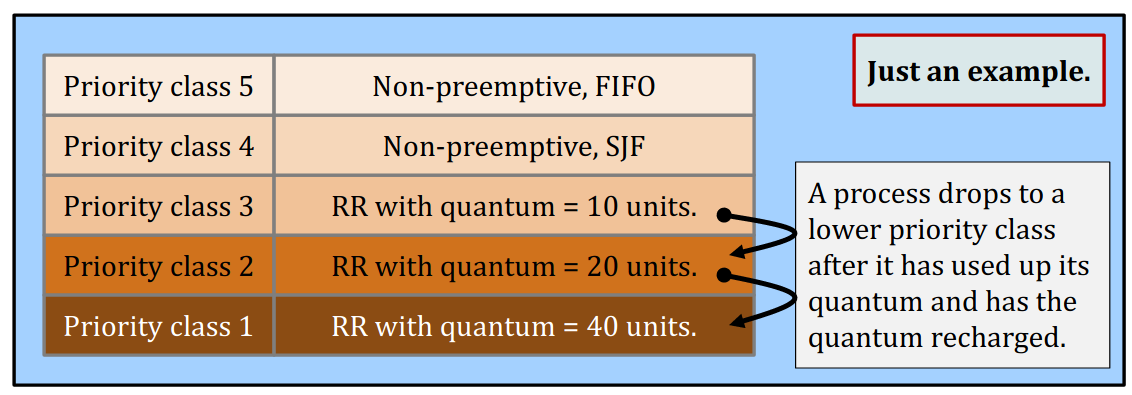 Just an example.
Priority class 5 Non-preemptive, FIFO
Priority class 4 Non-preemptive, SJF
Priority class 3 RR with quantum = 10 units.
Priority class 2 RR with quantum = 20 units.
Priority class 1 RR with quantum = 40 units.
A process drops to a
lower priority class
after it has used up its
quantum and has the
quantum recharged.